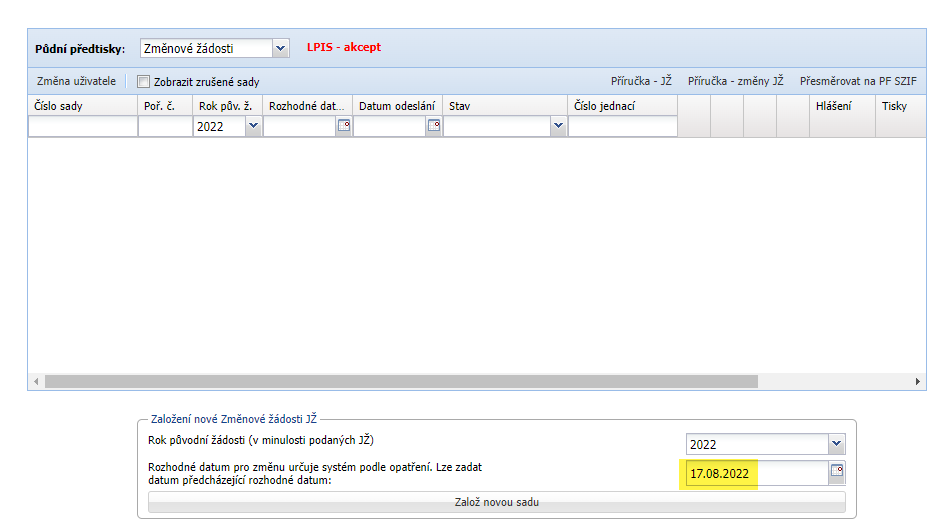 Půdní předtisky: Změnové žádosti LPIS - akcept
Změna uživatele Zobrazit zrušené sady Příručka - JŽ Příručka - změny JŽ Přesměrovat na PF SZIF
Číslo sady Poř. č. Rok pův. ž. Rozhodné dat... Datum odeslání Stav Číslo jednací Hlášení Tisky
2022
Založení nové Změnové žádosti JŽ
Rok původní žádosti (v minulosti podaných JŽ) 2022
Rozhodné datum pro změnu určuje systém podle opatření. Lze zadat
datum předcházející rozhodné datum: 17.08.2022
Založ novou sadu